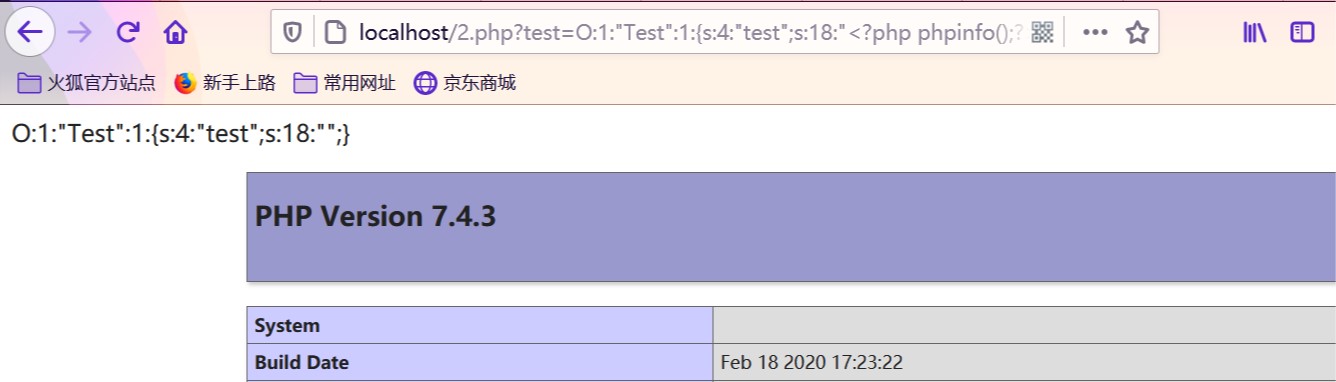 localhost/2.php?test=O:1:"Test":1:{s:4:"test";s:18:"<?php phpinfo();?
火狐官方站点 新手上路 常用网址 京东商城
O:1:"Test":1:{s:4:"test";s:18:"";}
PHP Version 7.4.3
System
Build Date Feb 18 2020 17:23:22